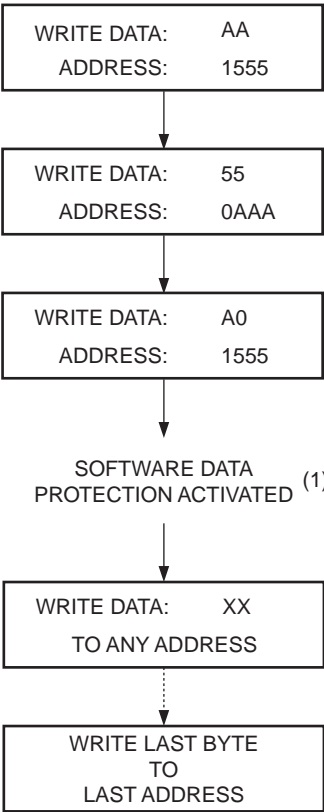 WRITE DATA: AA
ADDRESS: 1555
WRITE DATA: 55
ADDRESS: 0AAA
WRITE DATA: A0
ADDRESS: 1555
SOFTWARE DATA
PROTECTION ACTIVATED (1)
WRITE DATA: XX
TO ANY ADDRESS
WRITE LAST BYTE
TO
LAST ADDRESS